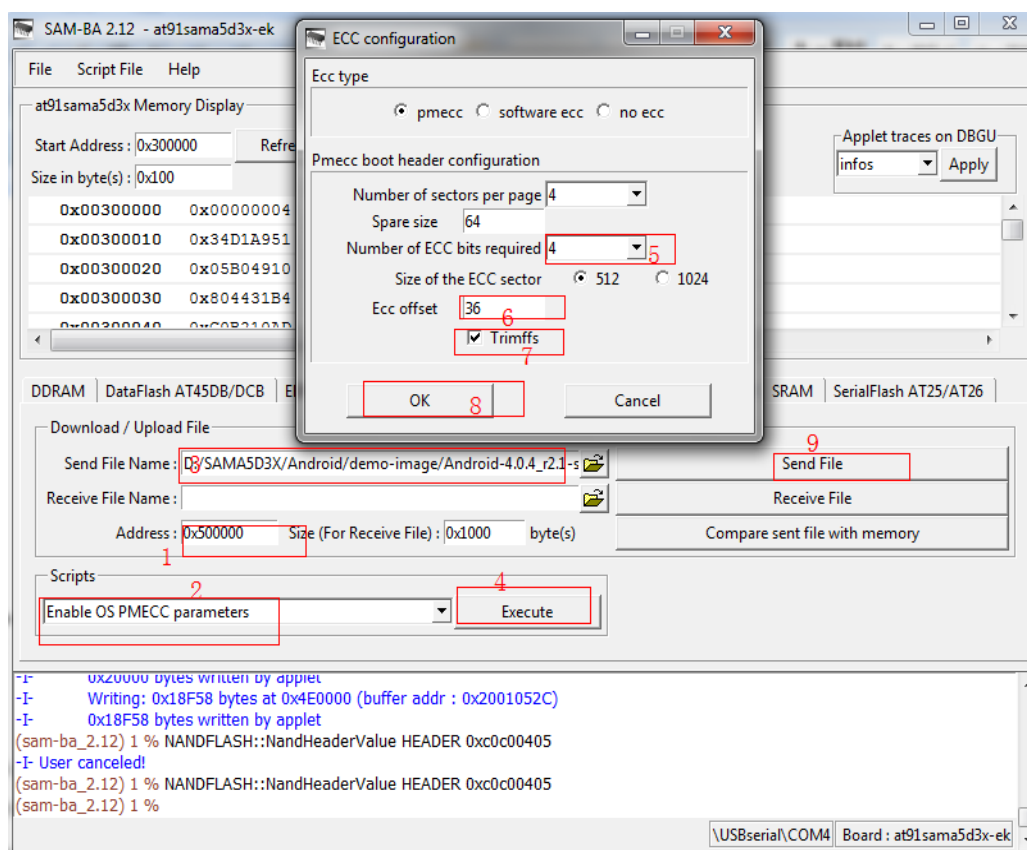 SAM-BA 2.12 - at91sama5d3x-ek
ECC configuration
File Script File Help
Ecc type
pmecc software ecc no ecc
at91sama5d3x Memory Display
Start Address : 0x300000 Refre
Size in byte(s) : 0x100
Applet traces on DBGU
infos Apply
Pmecc boot header configuration
Number of sectors per page 4
Spare size 64
Number of ECC bits required 4 5
Size of the ECC sector 512 1024
Ecc offset 36
6
Trimffs
7
OK 8 Cancel
0x00300000 0x00000004
0x00300010 0x34D1A951
0x00300020 0x05B04910
0x00300030 0x804431B4
0x00300040 0xC0B210AD
DDRAM DataFlash AT45DB/DCB SRAM SerialFlash AT25/AT26
Download / Upload File
9
Send File Name : D:/SAMA5D3X/Android/demo-image/Android-4.0.4_r2.1-s Send File
3
Receive File Name : Receive File
Address : 0x500000 Size (For Receive File) : 0x1000 byte(s) Compare sent file with memory
1
Scripts
2 4
Enable OS PMECC parameters Execute
-I- 0x20000 bytes written by applet
-I- Writing: 0x18F58 bytes at 0x4E0000 (buffer addr : 0x2001052C)
-I- 0x18F58 bytes written by applet
(sam-ba_2.12) 1 % NANDFLASH::NandHeaderValue HEADER 0xc0c00405
-I- User canceled!
(sam-ba_2.12) 1 % NANDFLASH::NandHeaderValue HEADER 0xc0c00405
(sam-ba_2.12) 1 %
\USBserial\COM4 Board : at91sama5d3x-ek